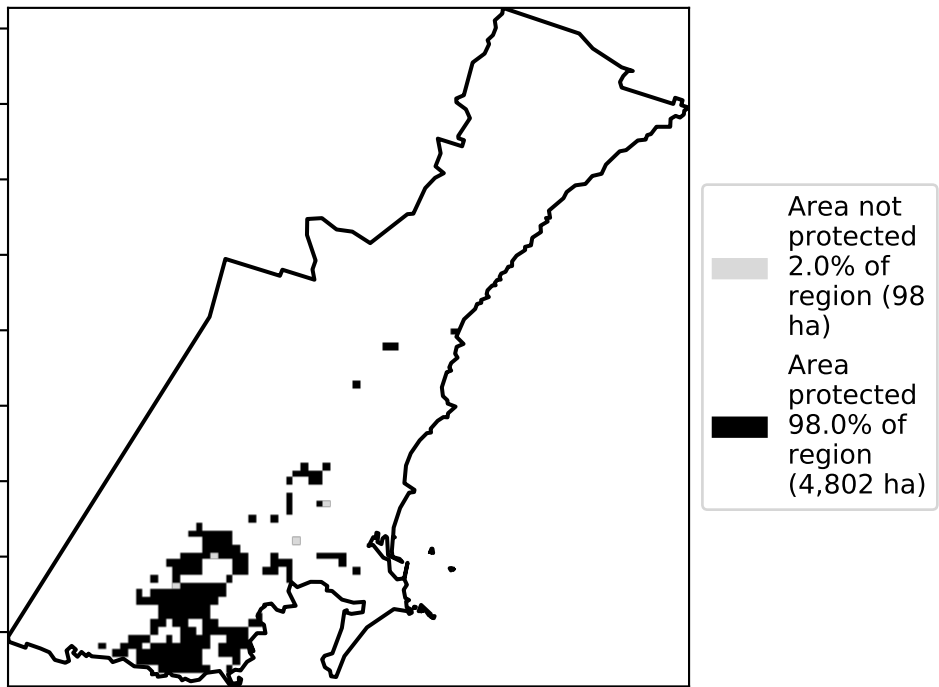 Area not
protected
2.0% of
region (98
ha)
Area
protected
98.0% of
region
(4,802 ha)